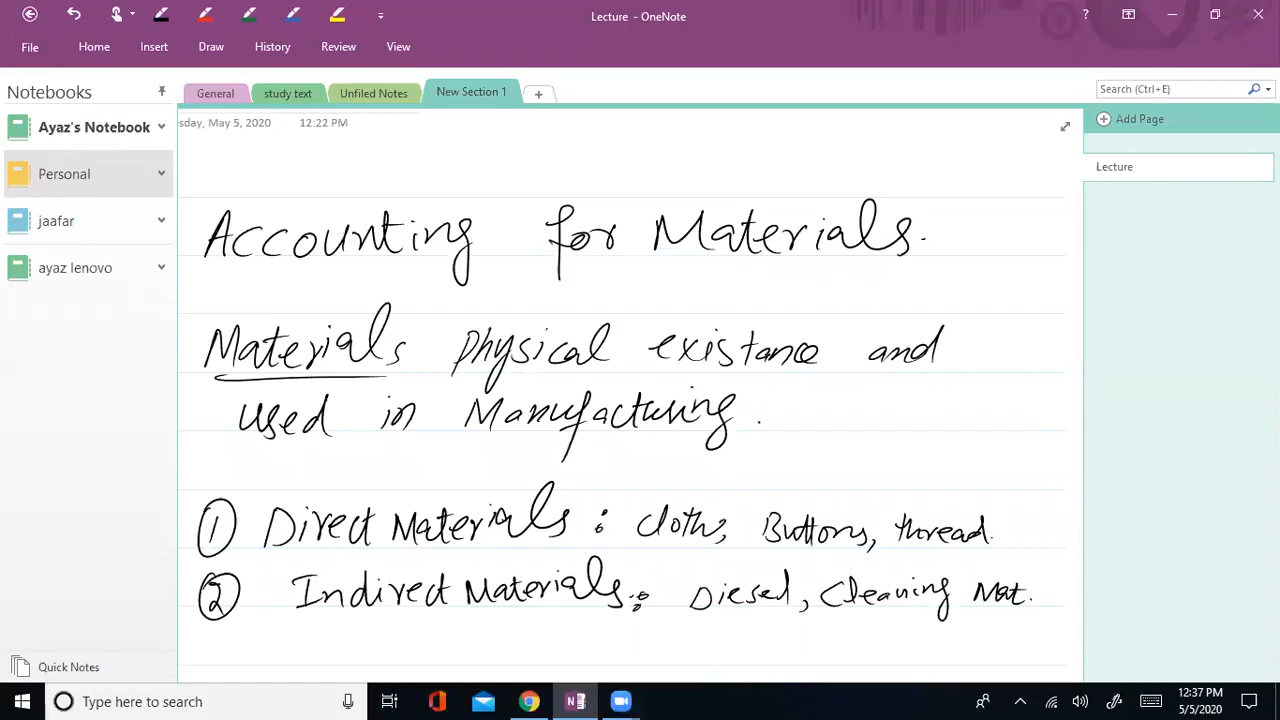 Lecture - OneNote
?
File
Home
Insert
Draw
History
Review
View
Notebooks
General
study text
Unfiled Notes
New Section 1
+
Search (Ctrl+E)
Ayaz's Notebook
sday, May 5, 2020
12:22 PM
Add Page
Personal
Lecture
jaafar
ayaz lenovo
Accounting for Materials.
Materials physical existance and
used in Manufacturing.
1 Direct Materials : Cloths, Buttons, thread.
2 Indirect Materials : Diesel, Cleaning Mat.
Quick Notes
Type here to search
12:37 PM
5/5/2020